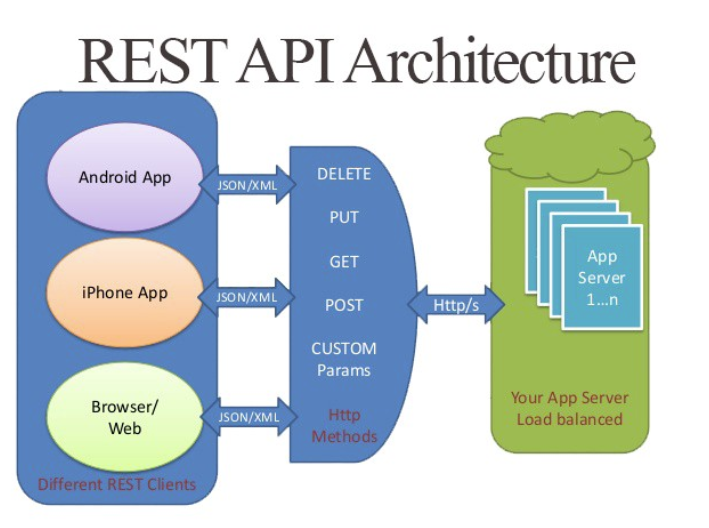 REST API Architecture
Android App
iPhone App
Browser/
Web
Different REST Clients
JSON/XML
JSON/XML
JSON/XML
DELETE
PUT
GET
POST
CUSTOM
Params
Http
Methods
Http/s
App
Server
1...n
Your App Server
Load balanced